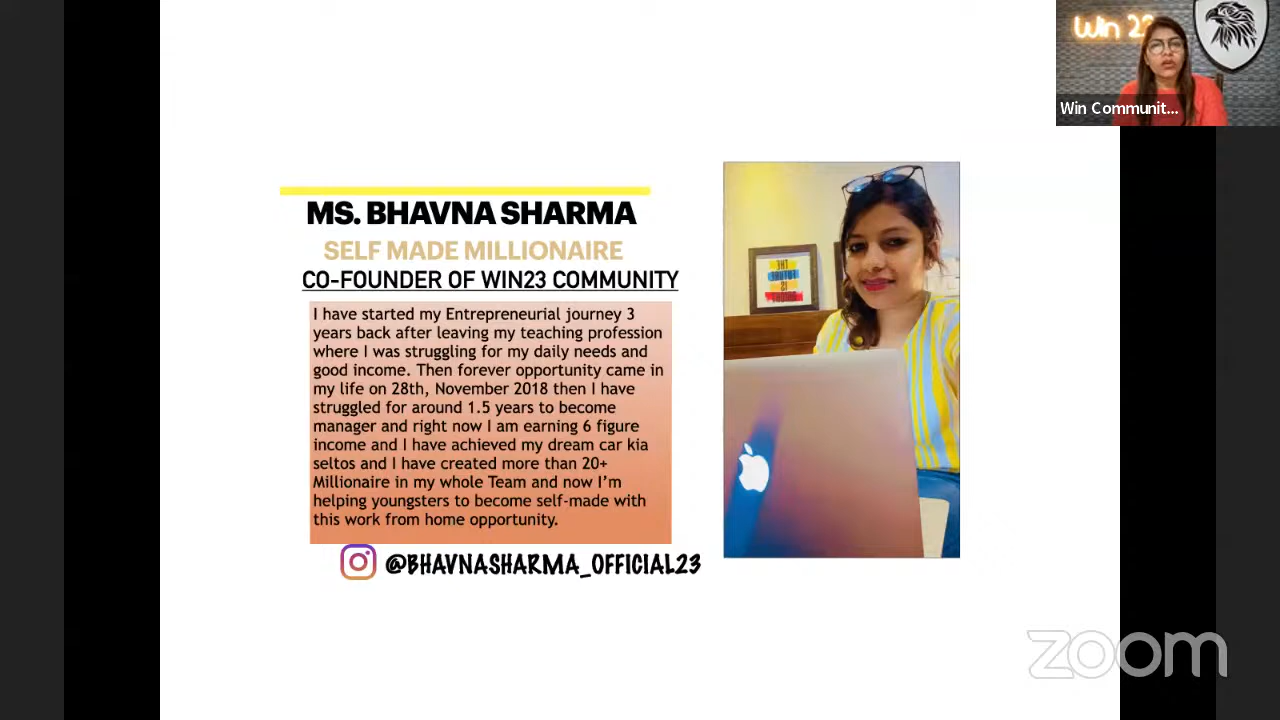 Win 23
Win Communit...
MS. BHAVNA SHARMA
SELF MADE MILLIONAIRE
CO-FOUNDER OF WIN23 COMMUNITY
I have started my Entrepreneurial journey 3
years back after leaving my teaching profession
where I was struggling for my daily needs and
good income. Then forever opportunity came in
my life on 28th, November 2018 then I have
struggled for around 1.5 years to become
manager and right now I am earning 6 figure
income and I have achieved my dream car kia
seltos and I have created more than 20+
Millionaire in my whole Team and now I'm
helping youngsters to become self-made with
this work from home opportunity.
@BHAVNASHARMA_OFFICIAL23
THE
FUTURE
IS
zoom